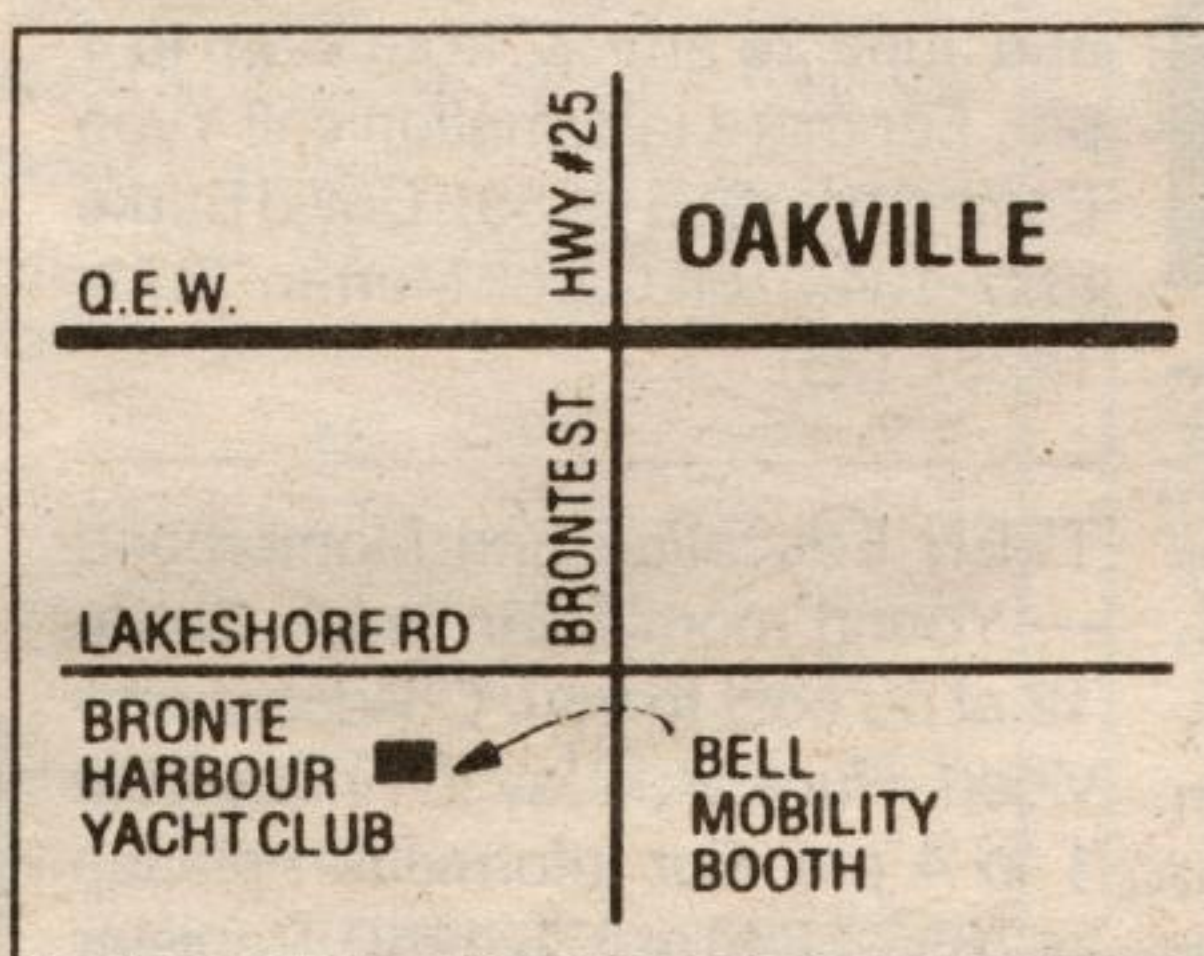 HWY #25
OAKVILLE
Q.E.W.
BRONTE ST
LAKESHORE RD
BRONTE
HARBOUR
YACHT CLUB
BELL
MOBILITY
BOOTH